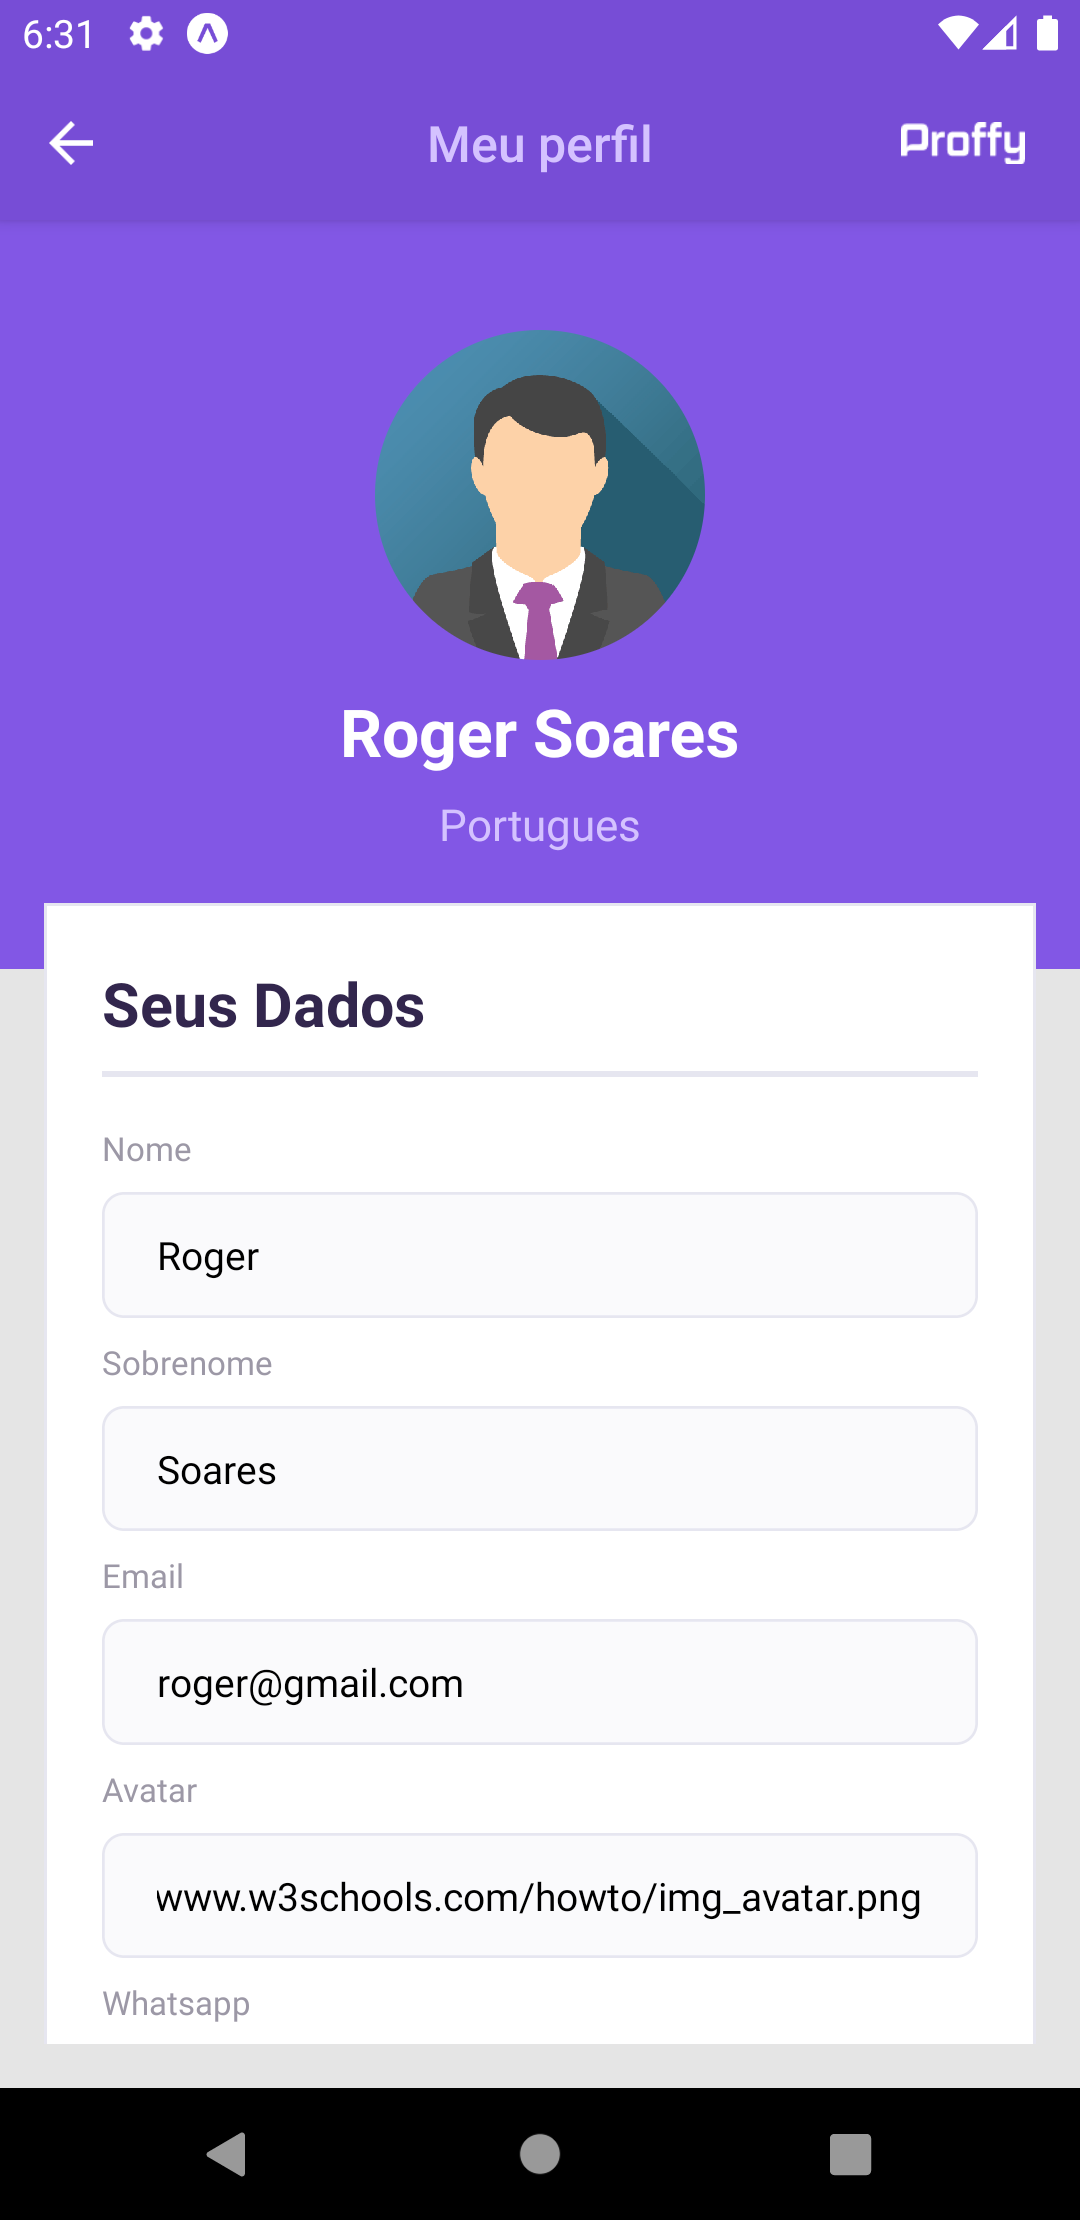 6:31
Meu perfil
Proffy
Roger Soares
Portugues
Seus Dados
Nome
Roger
Sobrenome
Soares
Email
roger@gmail.com
Avatar
www.w3schools.com/howto/img_avatar.png
Whatsapp